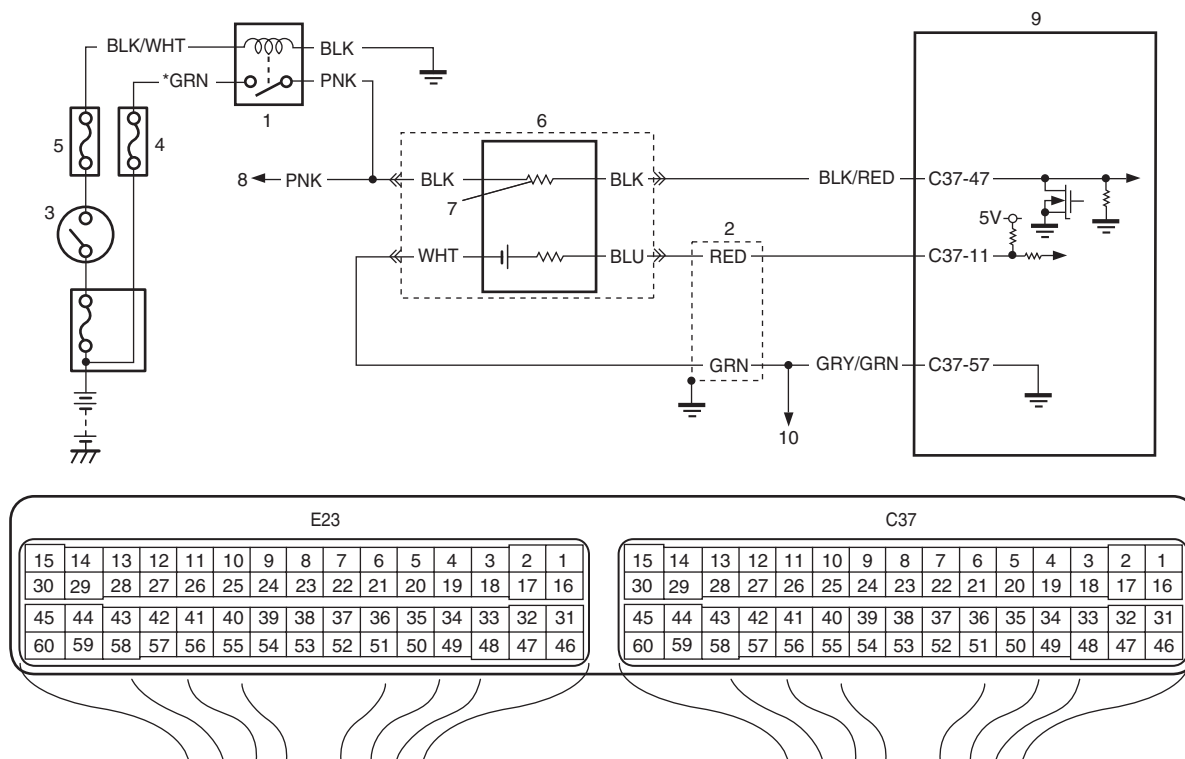 9
BLK/WHT BLK
*GRN PNK
1
5 4
6
8 PNK BLK BLK BLK/RED C37-47
7
3
5V
2
WHT BLU RED C37-11
GRN GRY/GRN C37-57
10
E23 C37
15 14 13 12 11 10 9 8 7 6 5 4 3 2 1 15 14 13 12 11 10 9 8 7 6 5 4 3 2 1
30 29 28 27 26 25 24 23 22 21 20 19 18 17 16 30 29 28 27 26 25 24 23 22 21 20 19 18 17 16
45 44 43 42 41 40 39 38 37 36 35 34 33 32 31 45 44 43 42 41 40 39 38 37 36 35 34 33 32 31
60 59 58 57 56 55 54 53 52 51 50 49 48 47 46 60 59 58 57 56 55 54 53 52 51 50 49 48 47 46